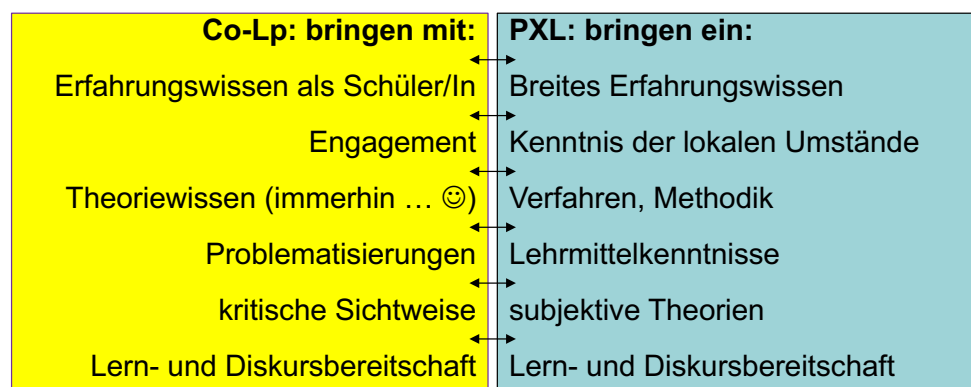 Co-Lp: bringen mit:
Erfahrungswissen als Schüler/In
Engagement
Theoriewissen (immerhin … ☺)
Problematisierungen
kritische Sichtweise
Lern- und Diskursbereitschaft
PXL: bringen ein:
Breites Erfahrungswissen
Kenntnis der lokalen Umstände
Verfahren, Methodik
Lehrmittelkenntnisse
subjektive Theorien
Lern- und Diskursbereitschaft